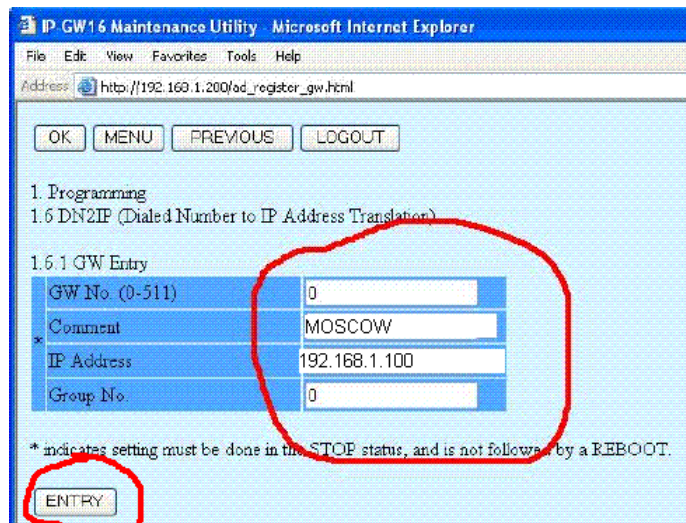 IP-GW16 Maintenance Utility - Microsoft Internet Explorer
File Edit View Favorites Tools Help
Address http://192.168.1.200/ad_register_gw.html
OK MENU PREVIOUS LOGOUT
1. Programming
1.6 DN2IP (Dialed Number to IP Address Translation)
1.6.1 GW Entry
GW No. (0-511) 0
* Comment MOSCOW
IP Address 192.168.1.100
Group No. 0
* indicates setting must be done in the STOP status, and is not followed by a REBOOT.
ENTRY